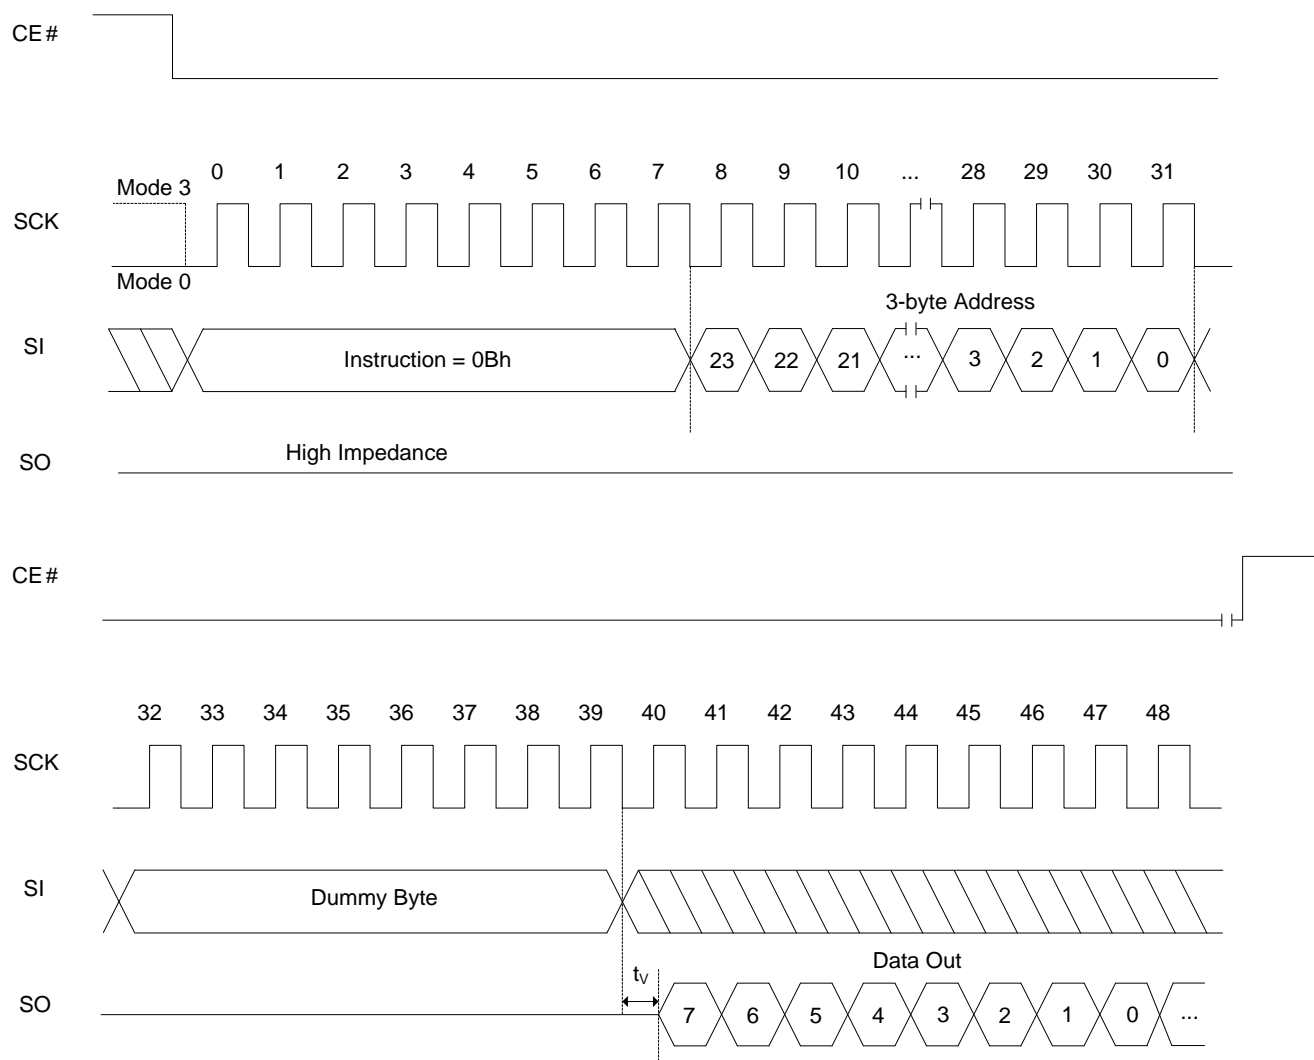 CE#
0 1 2 3 4 5 6 7 8 9 10 ... 28 29 30 31
Mode 3
SCK
Mode 0
3-byte Address
SI
Instruction = 0Bh
23 22 21 ... 3 2 1 0
High Impedance
SO
CE#
32 33 34 35 36 37 38 39 40 41 42 43 44 45 46 47 48
SCK
SI
Dummy Byte
Data Out
tV
SO
7 6 5 4 3 2 1 0 ...